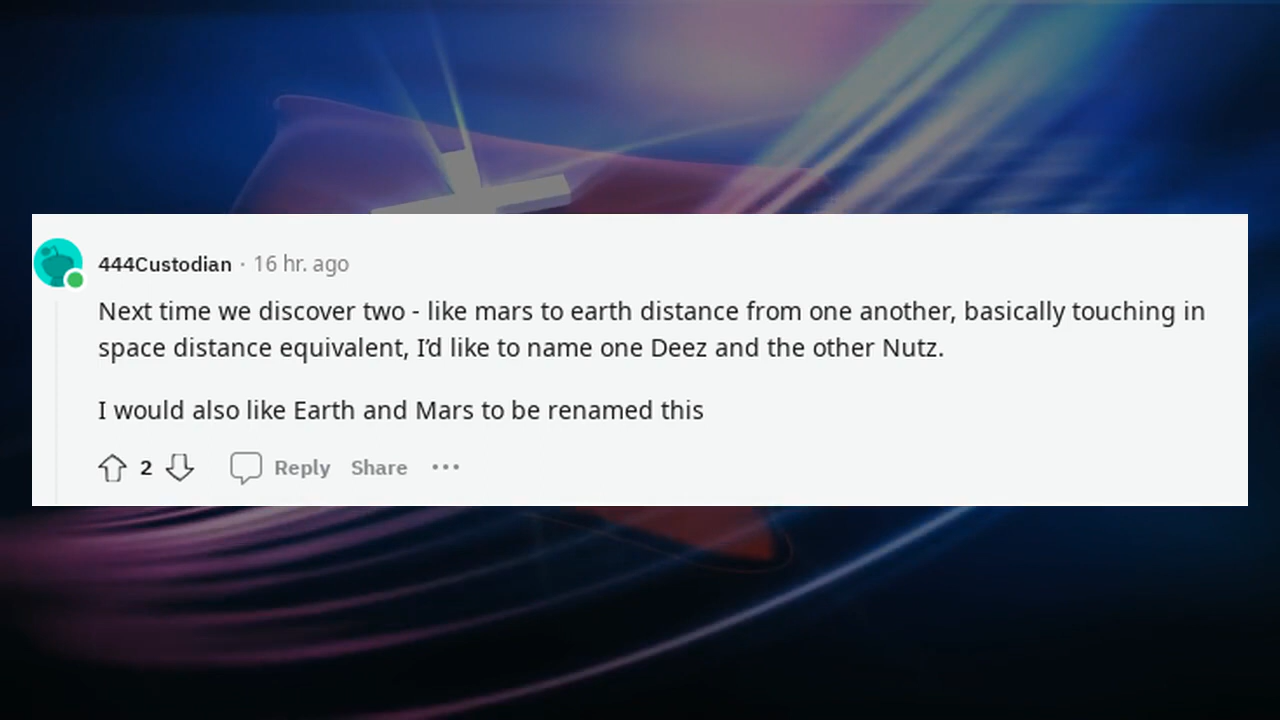 444Custodian · 16 hr. ago
Next time we discover two - like mars to earth distance from one another, basically touching in
space distance equivalent, I’d like to name one Deez and the other Nutz.
I would also like Earth and Mars to be renamed this
2 Reply Share ···